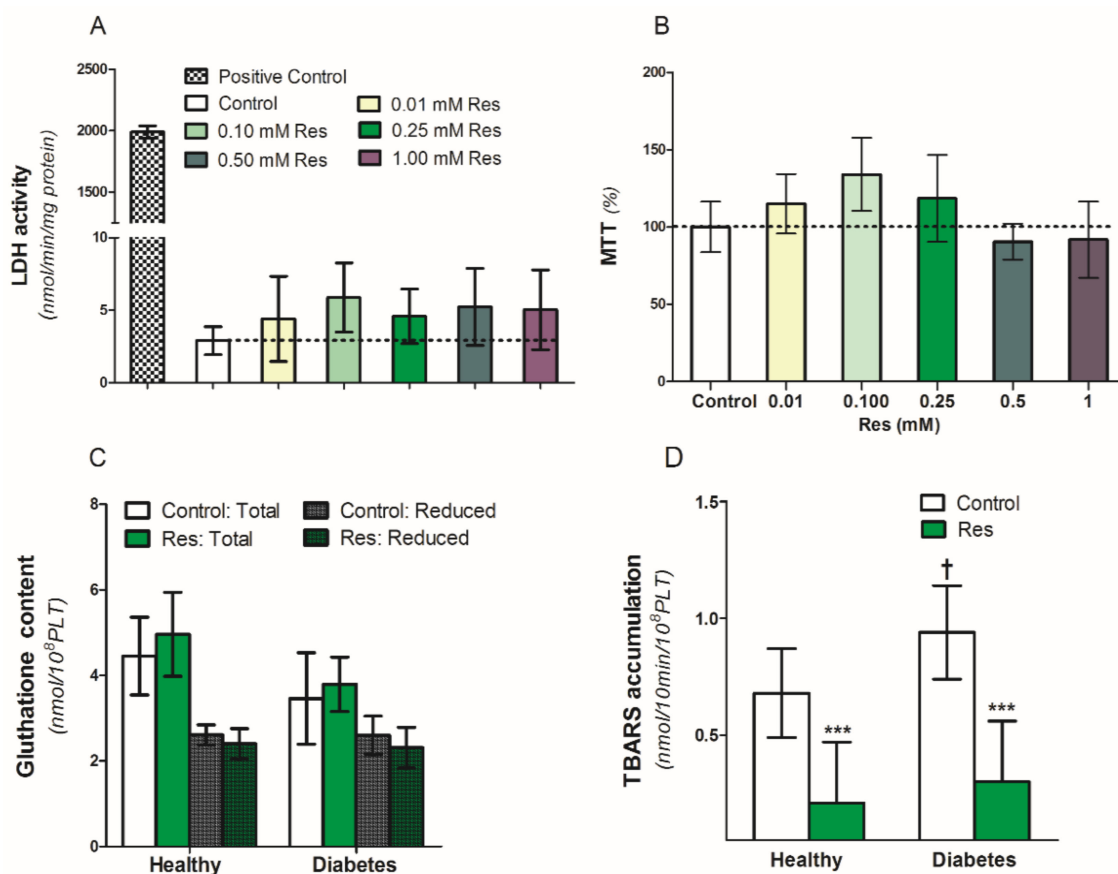 A
2500
2000
1500
10
5
0
LDH activity
(nmol/min/mg protein)
Positive Control
Control
0.01 mM Res
0.10 mM Res
0.25 mM Res
0.50 mM Res
1.00 mM Res
B
200
150
100
50
0
MTT (%)
Control 0.01 0.100 0.25 0.5 1
Res (mM)
C
8
6
4
2
0
Gluthatione content
(nmol/10⁸PLT)
Control: Total
Control: Reduced
Res: Total
Res: Reduced
Healthy Diabetes
D
1.5
1.0
0.5
TBARS accumulation
(nmol/10min/10⁸PLT)
Control
Res
†
***
***
Healthy Diabetes